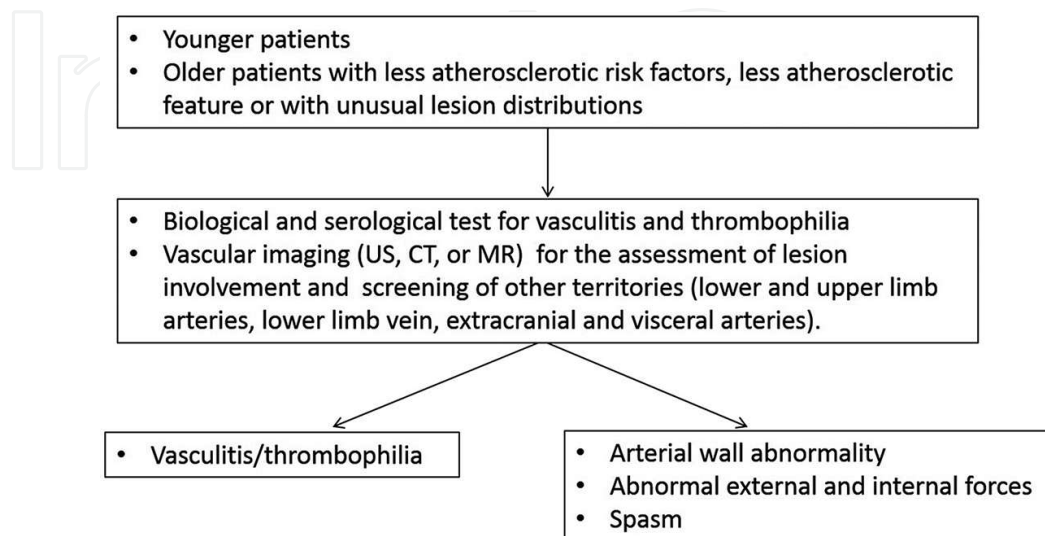 • Younger patients
• Older patients with less atherosclerotic risk factors, less atherosclerotic
feature or with unusual lesion distributions
• Biological and serological test for vasculitis and thrombophilia
• Vascular imaging (US, CT, or MR) for the assessment of lesion
involvement and screening of other territories (lower and upper limb
arteries, lower limb vein, extracranial and visceral arteries).
• Vasculitis/thrombophilia
• Arterial wall abnormality
• Abnormal external and internal forces
• Spasm